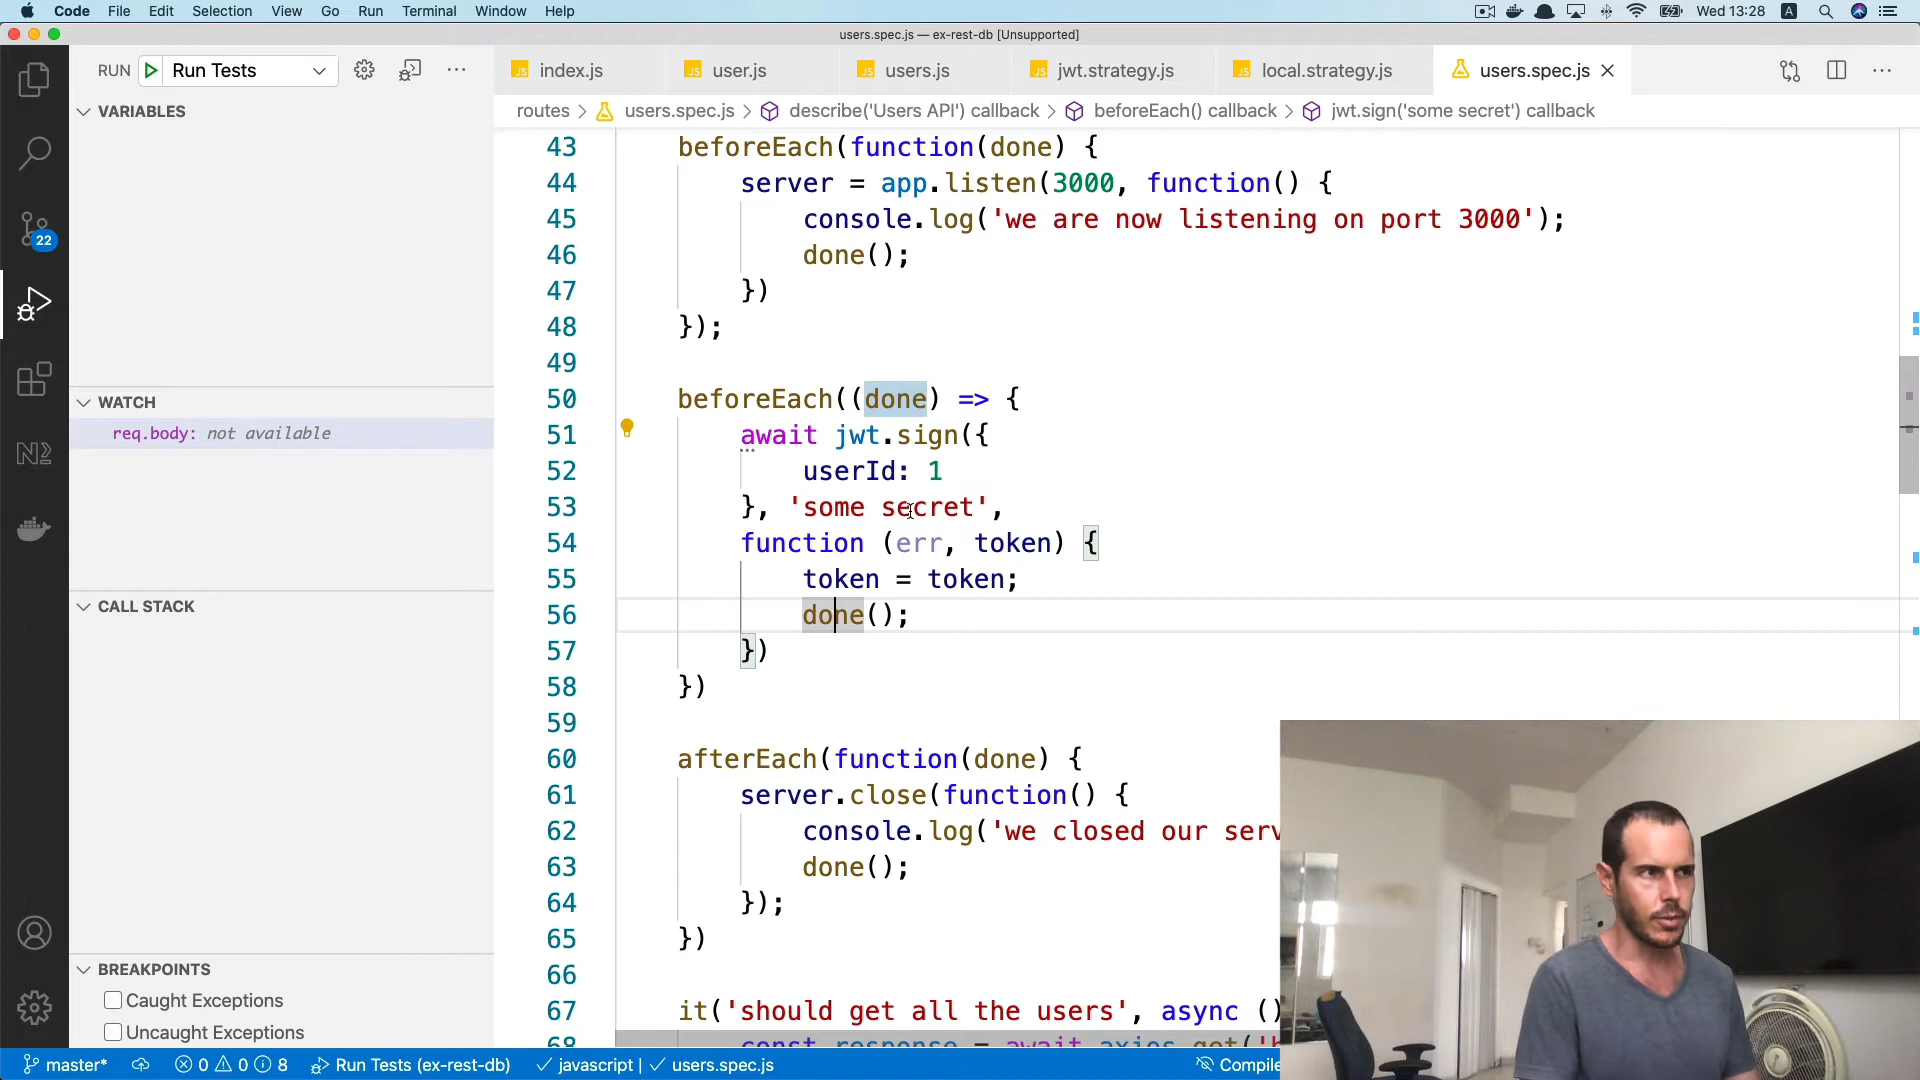 Code File Edit Selection View Go Run Terminal Window Help Wed 13:28 A
users.spec.js — ex-rest-db [Unsupported]
RUN Run Tests
index.js user.js users.js jwt.strategy.js local.strategy.js users.spec.js
routes > users.spec.js > describe('Users API') callback > beforeEach() callback > jwt.sign('some secret') callback
VARIABLES
WATCH
req.body: not available
CALL STACK
BREAKPOINTS
Caught Exceptions
Uncaught Exceptions
22
43 beforeEach(function(done) {
44 server = app.listen(3000, function() {
45 console.log('we are now listening on port 3000');
46 done();
47 })
48 });
49
50 beforeEach((done) => {
51 await jwt.sign({
52 userId: 1
53 }, 'some secret',
54 function (err, token) {
55 token = token;
56 done();
57 })
58 })
59
60 afterEach(function(done) {
61 server.close(function() {
62 console.log('we closed our serv
63 done();
64 });
65 })
66
67 it('should get all the users', async ()
68 const response = await axios.get('h
master* 0 0 8 Run Tests (ex-rest-db) javascript | users.spec.js Compile